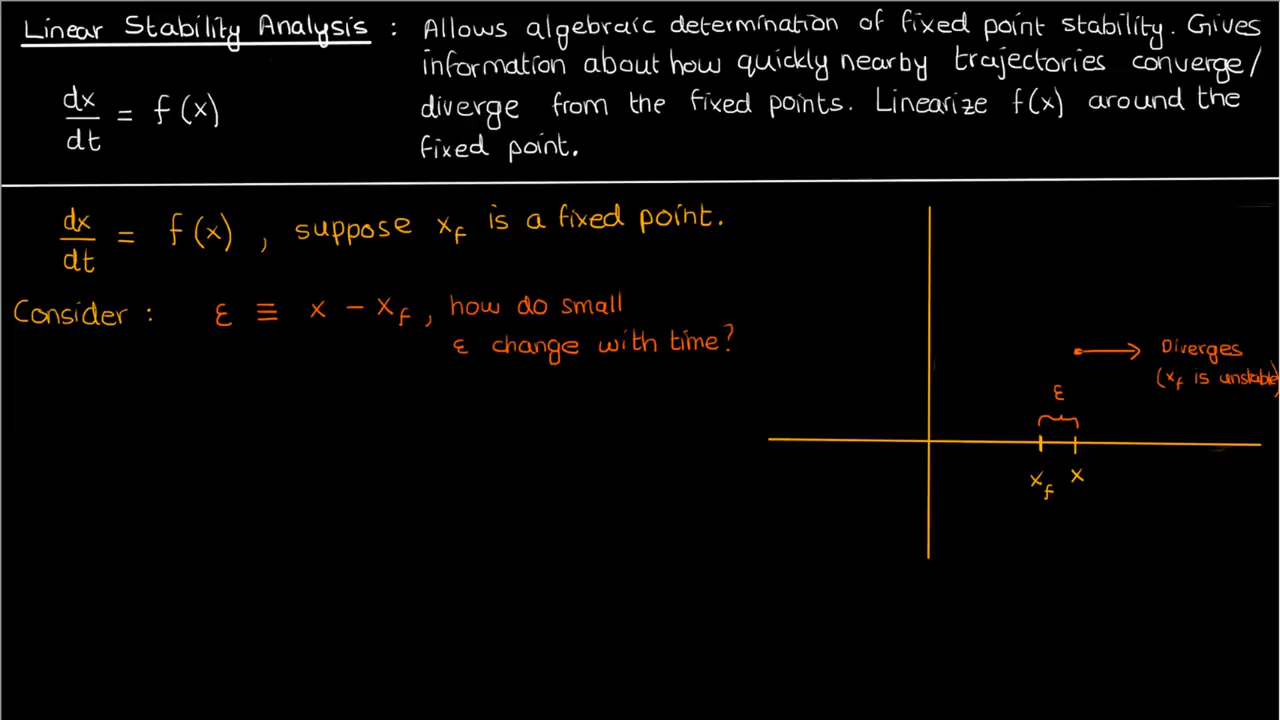 Linear Stability Analysis : Allows algebraic determination of fixed point stability. Gives
information about how quickly nearby trajectories converge/
diverge from the fixed points. Linearize f(x) around the
fixed point.
dx/dt = f(x)
dx/dt = f(x), suppose x_f is a fixed point.
Consider : ε ≡ x - x_f, how do small
ε change with time?
Diverges
(x_f is unstable)
ε
x_f x